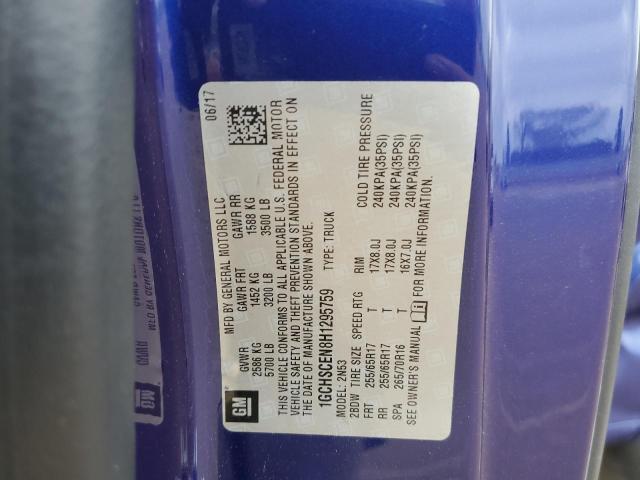 GM
MFD BY GENERAL MOTORS LLC 06/17
GVWR GAWR FRT GAWR RR
2586 KG 1452 KG 1588 KG
5700 LB 3200 LB 3500 LB
THIS VEHICLE CONFORMS TO ALL APPLICABLE U.S. FEDERAL MOTOR
VEHICLE SAFETY AND THEFT PREVENTION STANDARDS IN EFFECT ON
THE DATE OF MANUFACTURE SHOWN ABOVE.
1GCHSCEN8H1295759 TYPE: TRUCK
MODEL: 2N53
2BDW TIRE SIZE SPEED RTG RIM COLD TIRE PRESSURE
FRT 255/65R17 T 17X8.0J 240KPA(35PSI)
RR 255/65R17 T 17X8.0J 240KPA(35PSI)
SPA 265/70R16 T 16X7.0J 240KPA(35PSI)
SEE OWNER'S MANUAL FOR MORE INFORMATION.